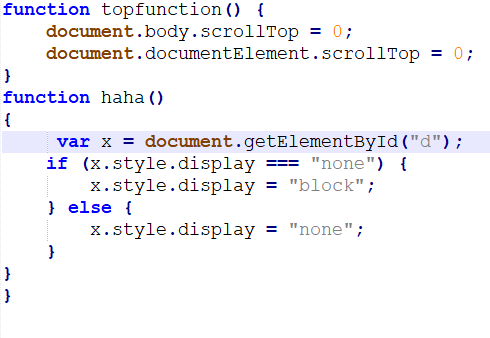 function topfunction() {
    document.body.scrollTop = 0;
    document.documentElement.scrollTop = 0;
}
function haha()
{
     var x = document.getElementById("d");
    if (x.style.display === "none") {
        x.style.display = "block";
    } else {
        x.style.display = "none";
    }
}
}